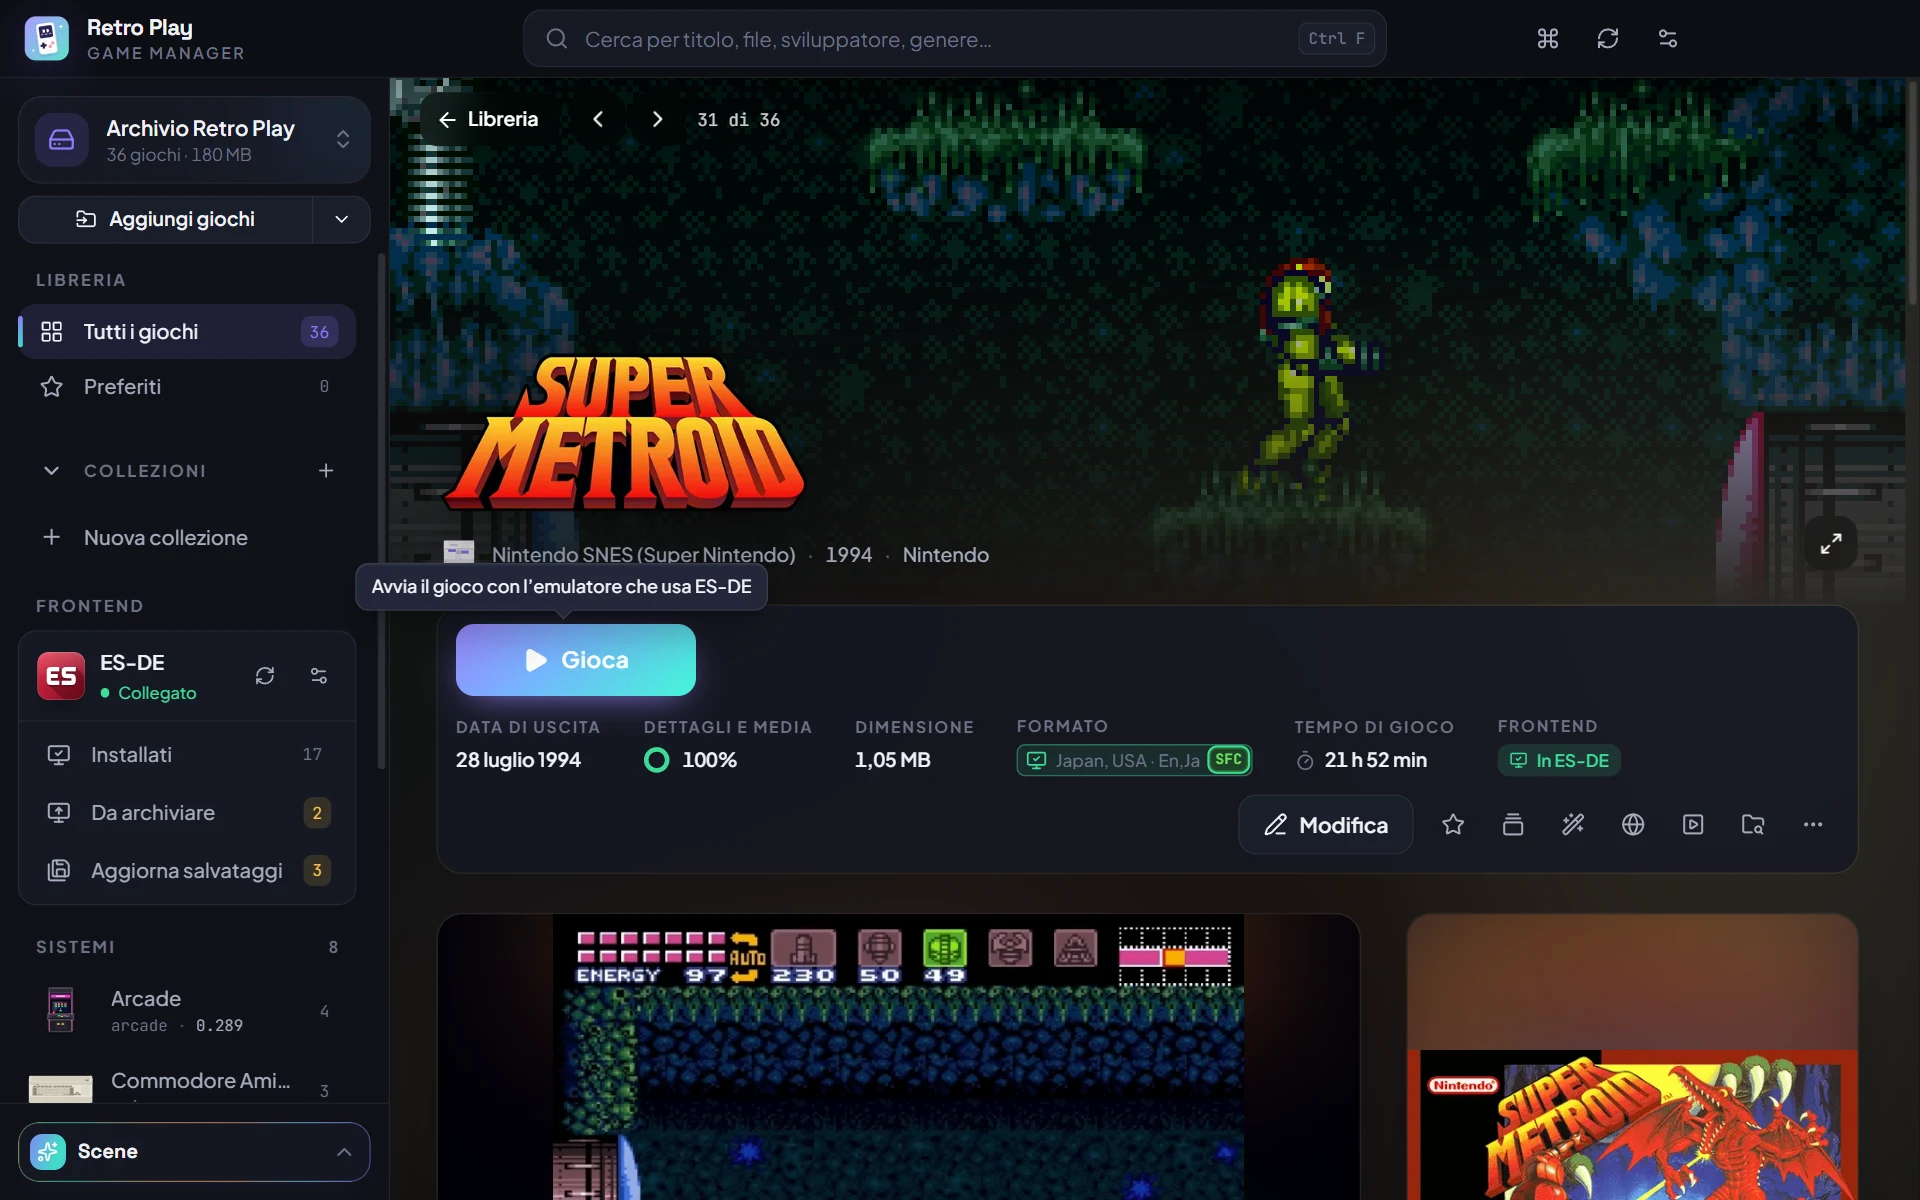 Retro Play
GAME MANAGER
Cerca per titolo, file, sviluppatore, genere…
Ctrl F
Archivio Retro Play
36 giochi · 180 MB
Aggiungi giochi
LIBRERIA
Tutti i giochi
36
Preferiti
0
COLLEZIONI
Nuova collezione
FRONTEND
ES
ES-DE
Collegato
Installati
17
Da archiviare
2
Aggiorna salvataggi
3
SISTEMI
8
Arcade
arcade · 0.289
4
Commodore Ami…
3
Scene
Libreria
31 di 36
SUPER
METROID
Nintendo SNES (Super Nintendo) · 1994 · Nintendo
Avvia il gioco con l’emulatore che usa ES-DE
Gioca
DATA DI USCITA
28 luglio 1994
DETTAGLI E MEDIA
100%
DIMENSIONE
1,05 MB
FORMATO
Japan, USA · En,Ja
SFC
TEMPO DI GIOCO
21 h 52 min
FRONTEND
In ES-DE
Modifica
ENERGY 97
AUTO
230
50
49
Nintendo
SUPER
METROID